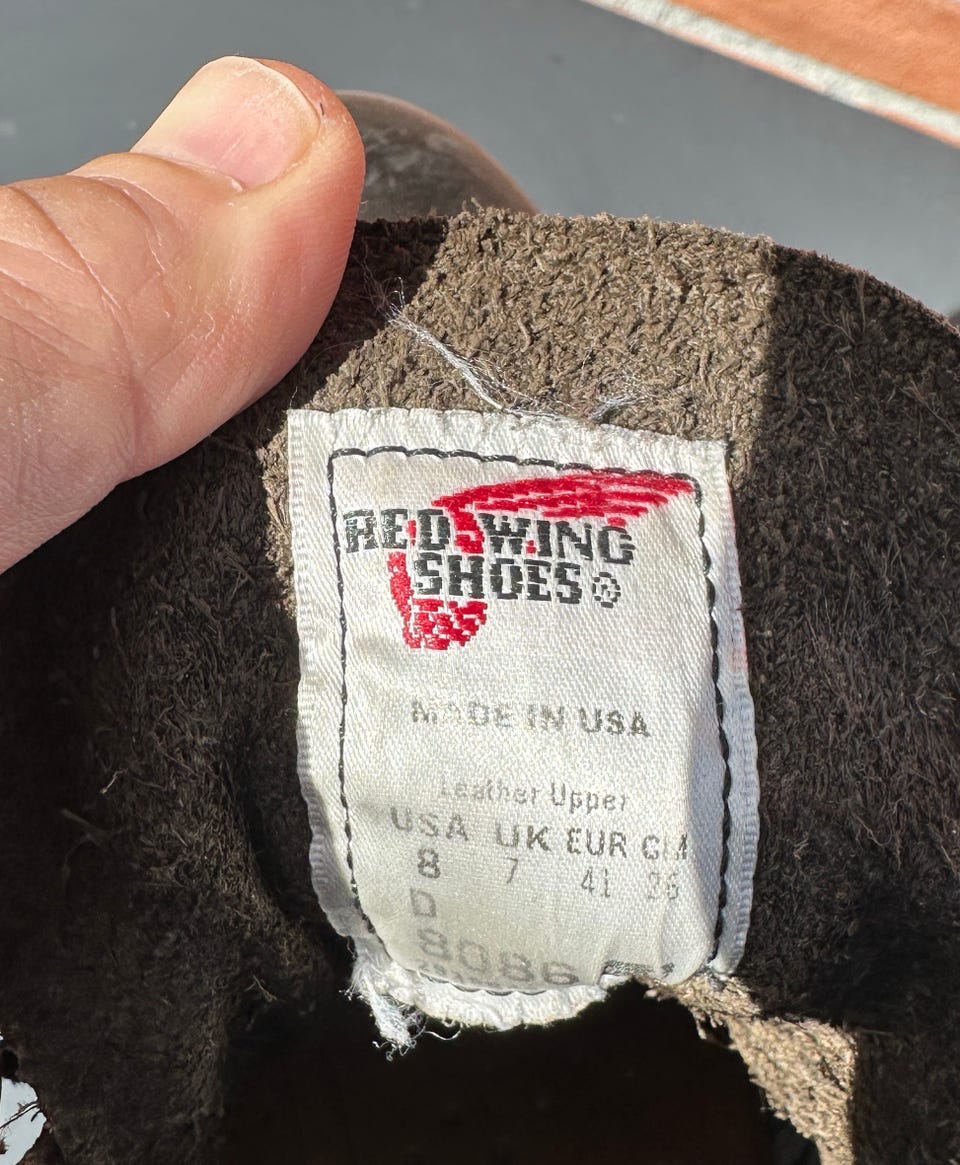 RED WING
SHOES®
MADE IN USA
Leather Upper
USA UK EUR CM
8 7 41 26
D
8086